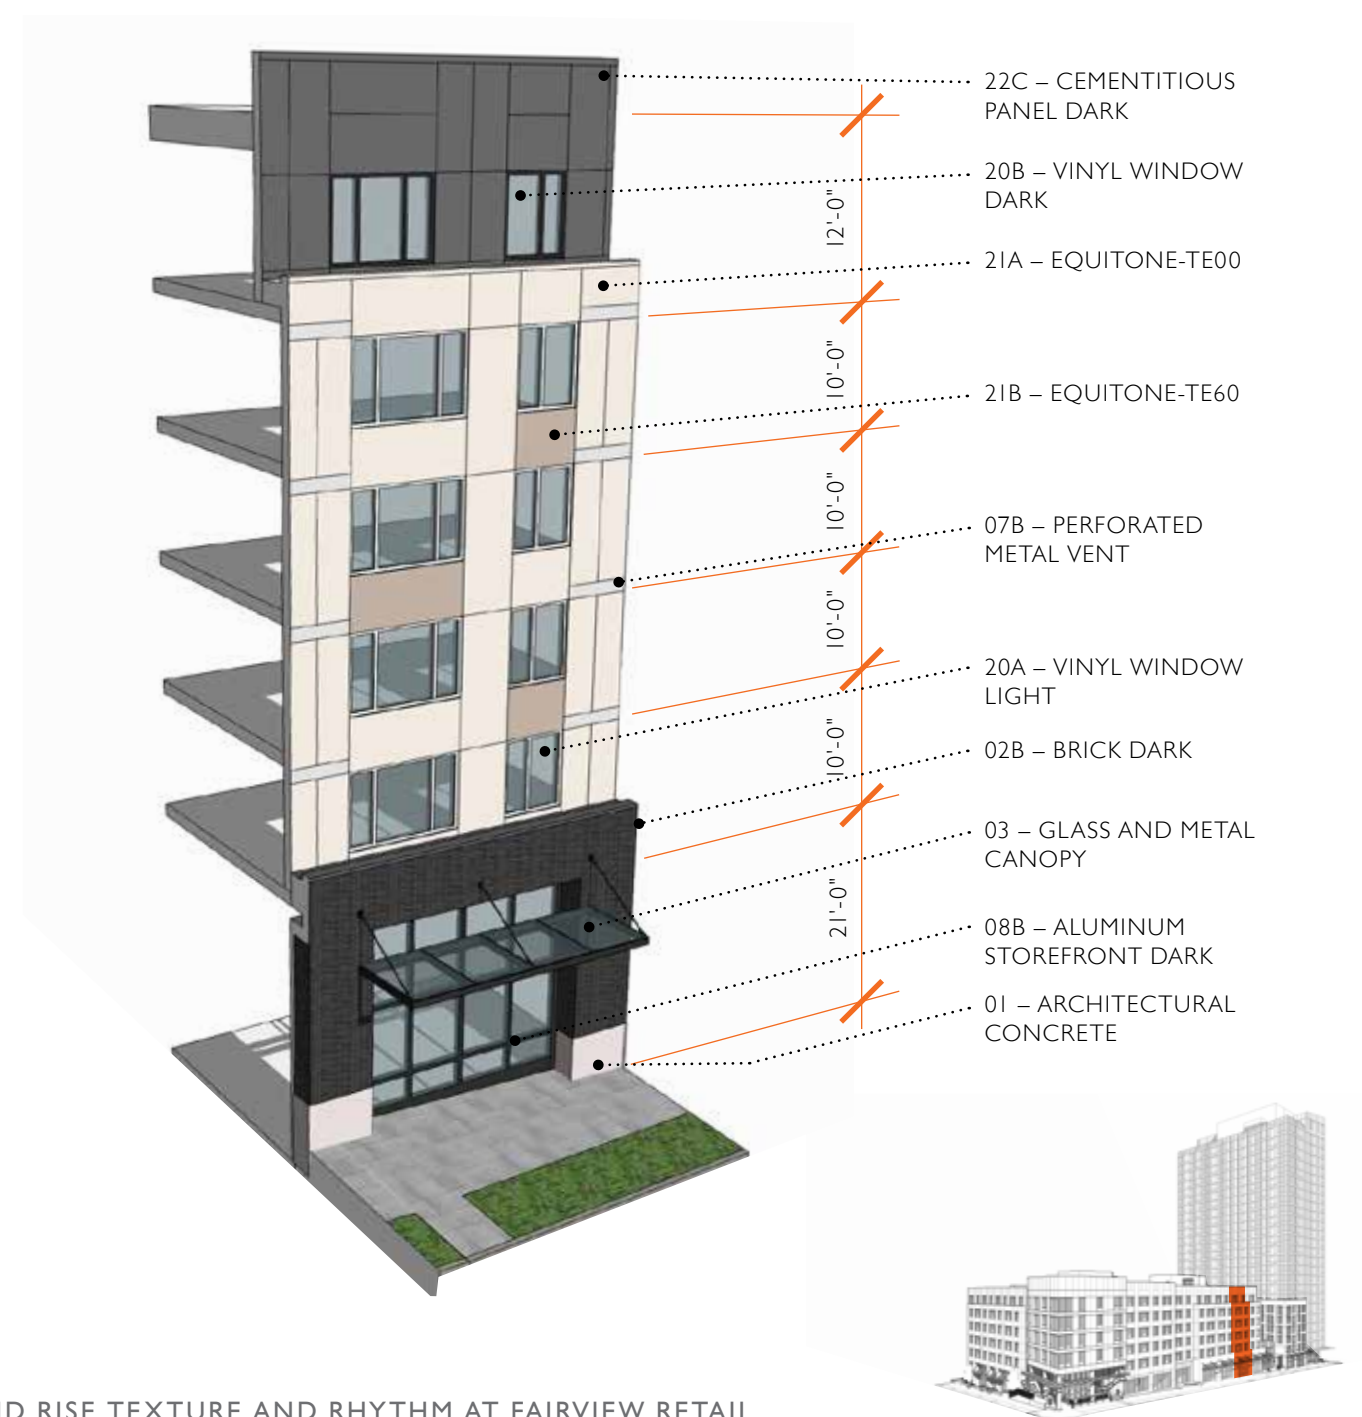 22C – CEMENTITIOUS
PANEL DARK
20B – VINYL WINDOW
DARK
12'-0"
21A – EQUITONE-TE00
10'-0"
21B – EQUITONE-TE60
10'-0"
07B – PERFORATED
METAL VENT
10'-0"
20A – VINYL WINDOW
LIGHT
10'-0"
02B – BRICK DARK
03 – GLASS AND METAL
CANOPY
21'-0"
08B – ALUMINUM
STOREFRONT DARK
01 – ARCHITECTURAL
CONCRETE
RISE TEXTURE AND RHYTHM AT FAIRVIEW RETAIL